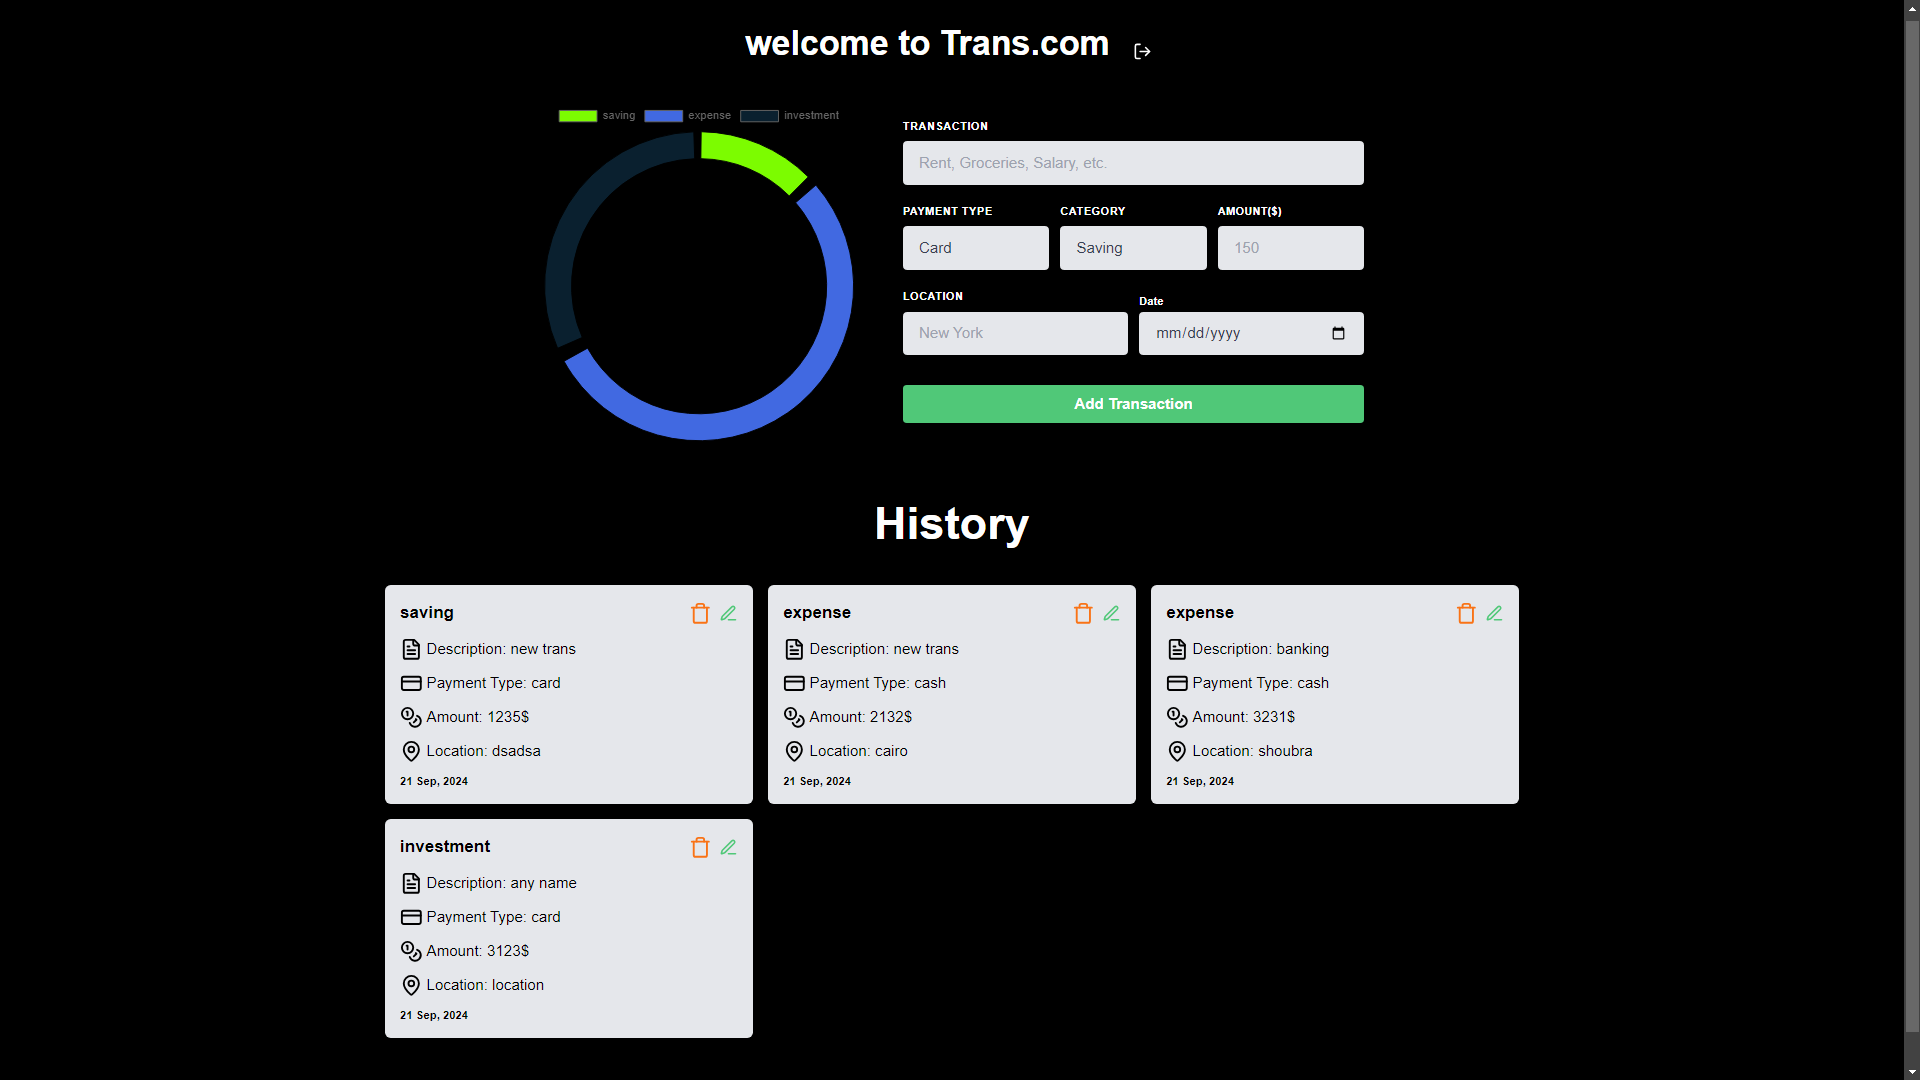 welcome to Trans.com
saving expense investment
TRANSACTION
Rent, Groceries, Salary, etc.
PAYMENT TYPE CATEGORY AMOUNT($)
Card Saving 150
LOCATION Date
New York mm/dd/yyyy
Add Transaction
History
saving
Description: new trans
Payment Type: card
Amount: 1235$
Location: dsadsa
21 Sep, 2024
expense
Description: new trans
Payment Type: cash
Amount: 2132$
Location: cairo
21 Sep, 2024
expense
Description: banking
Payment Type: cash
Amount: 3231$
Location: shoubra
21 Sep, 2024
investment
Description: any name
Payment Type: card
Amount: 3123$
Location: location
21 Sep, 2024